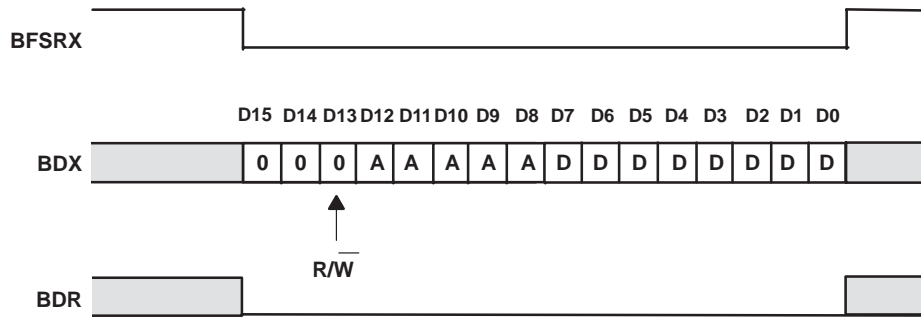 BFSRX
D15 D14 D13 D12 D11 D10 D9 D8 D7 D6 D5 D4 D3 D2 D1 D0
BDX 0 0 0 A A A A A D D D D D D D D
R/W̅
BDR